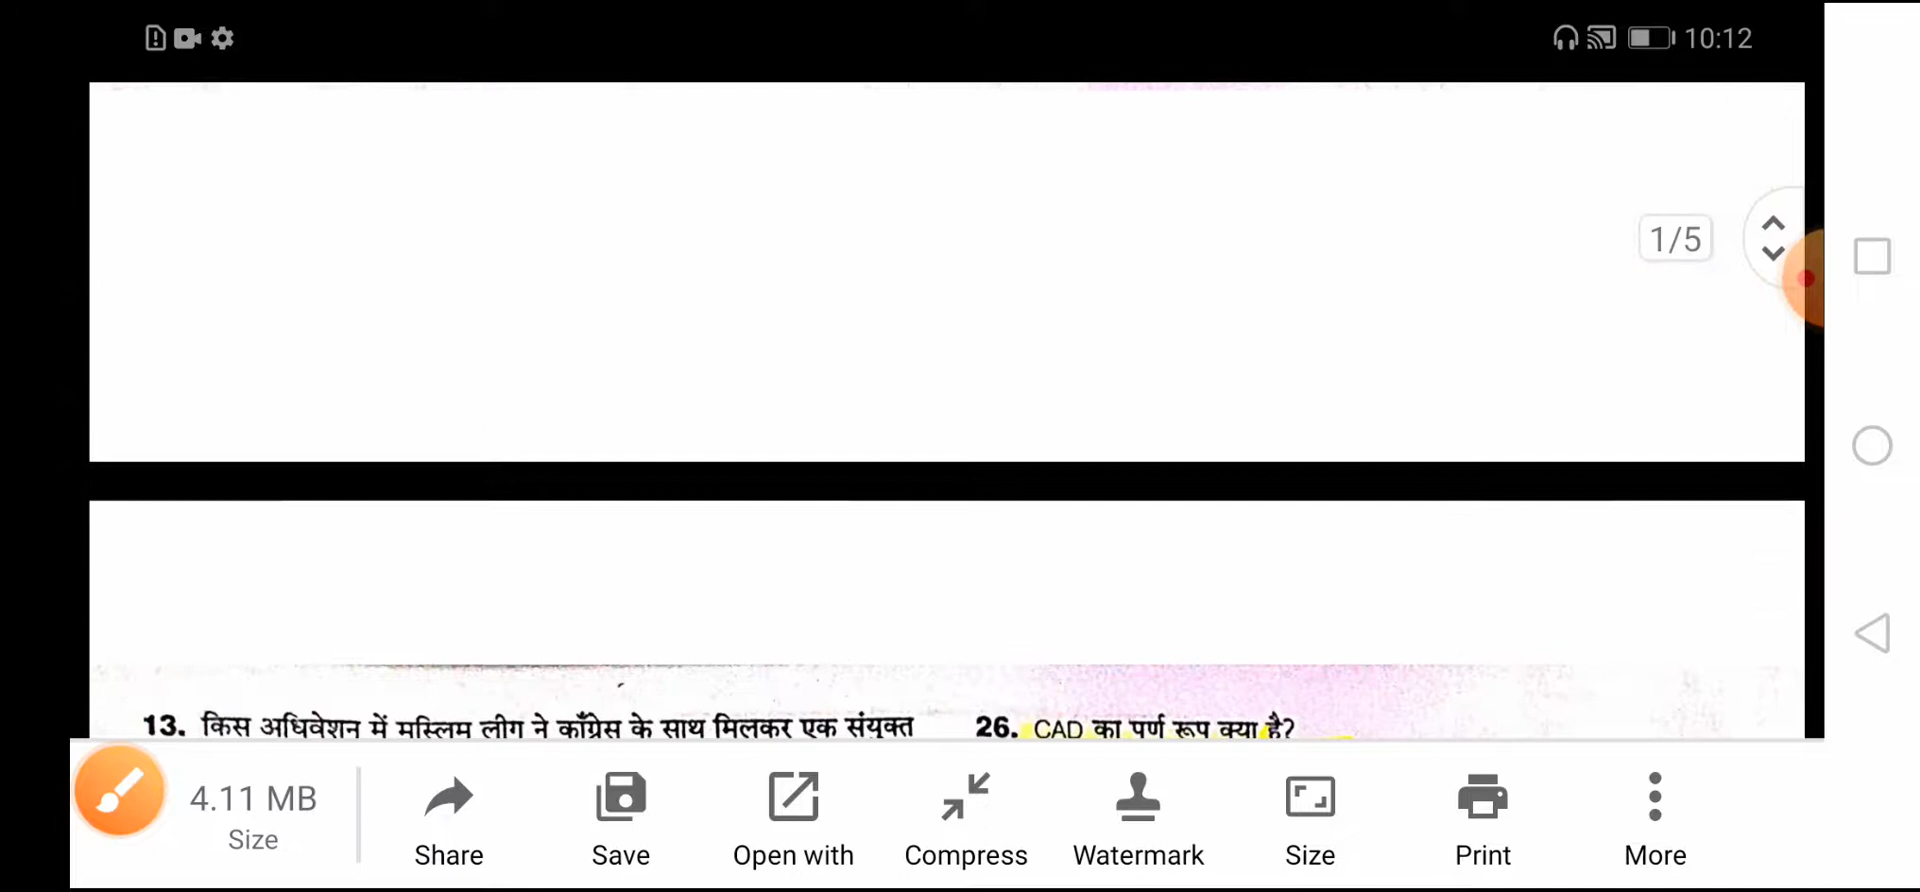 10:12
1/5
13. किस अधिवेशन में मुस्लिम लीग ने काँग्रेस के साथ मिलकर एक संयुक्त
26. CAD का पूर्ण रूप क्या है?
4.11 MB
Size
Share
Save
Open with
Compress
Watermark
Size
Print
More